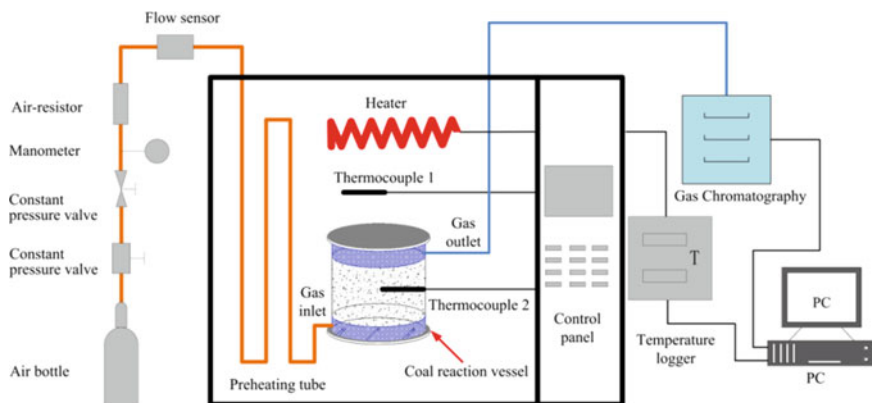 Flow sensor
Air-resistor
Manometer
Constant
pressure valve
Constant
pressure valve
Air bottle
Heater
Thermocouple 1
Gas
outlet
Gas
inlet
Thermocouple 2
Preheating tube
Coal reaction vessel
Control
panel
Gas Chromatography
T
Temperature
logger
PC
PC